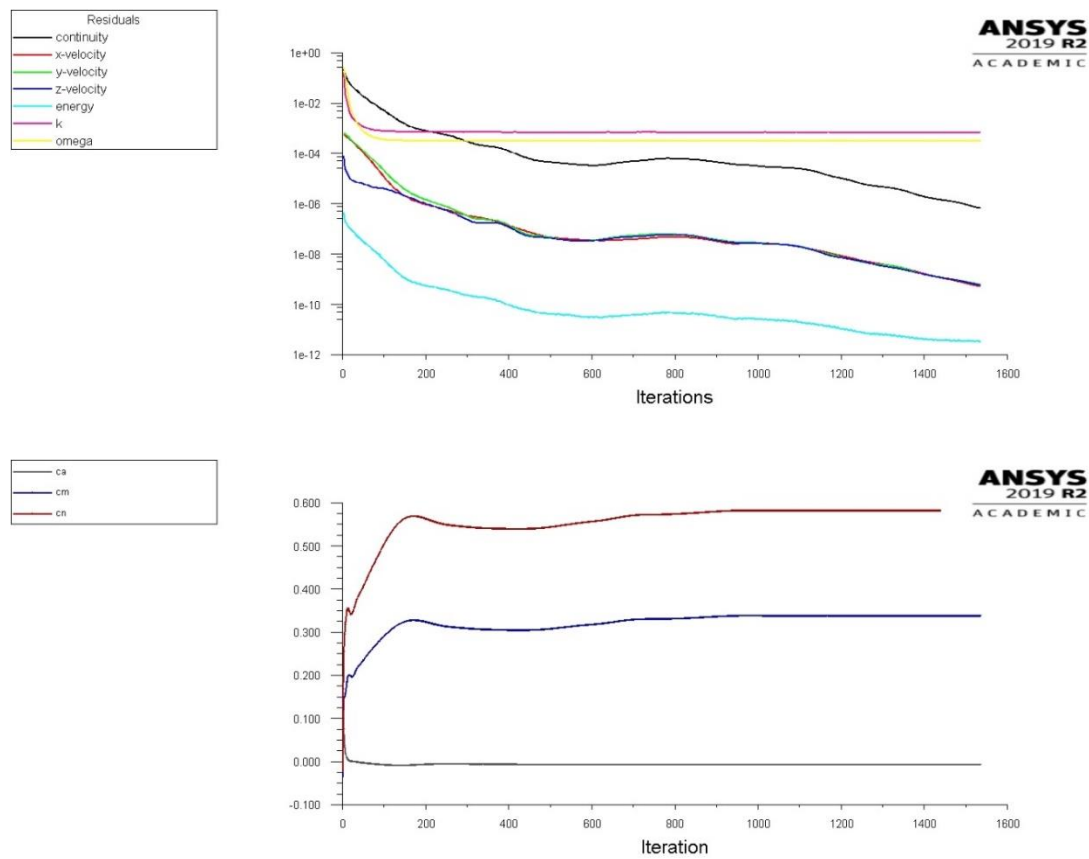 Residuals
continuity
x-velocity
y-velocity
z-velocity
energy
k
omega
ANSYS
2019 R2
ACADEMIC
1e+00
1e-02
1e-04
1e-06
1e-08
1e-10
1e-12
0 200 400 600 800 1000 1200 1400 1600
Iterations
ca
cm
cn
ANSYS
2019 R2
ACADEMIC
0.600
0.500
0.400
0.300
0.200
0.100
0.000
-0.100
0 200 400 600 800 1000 1200 1400 1600
Iteration